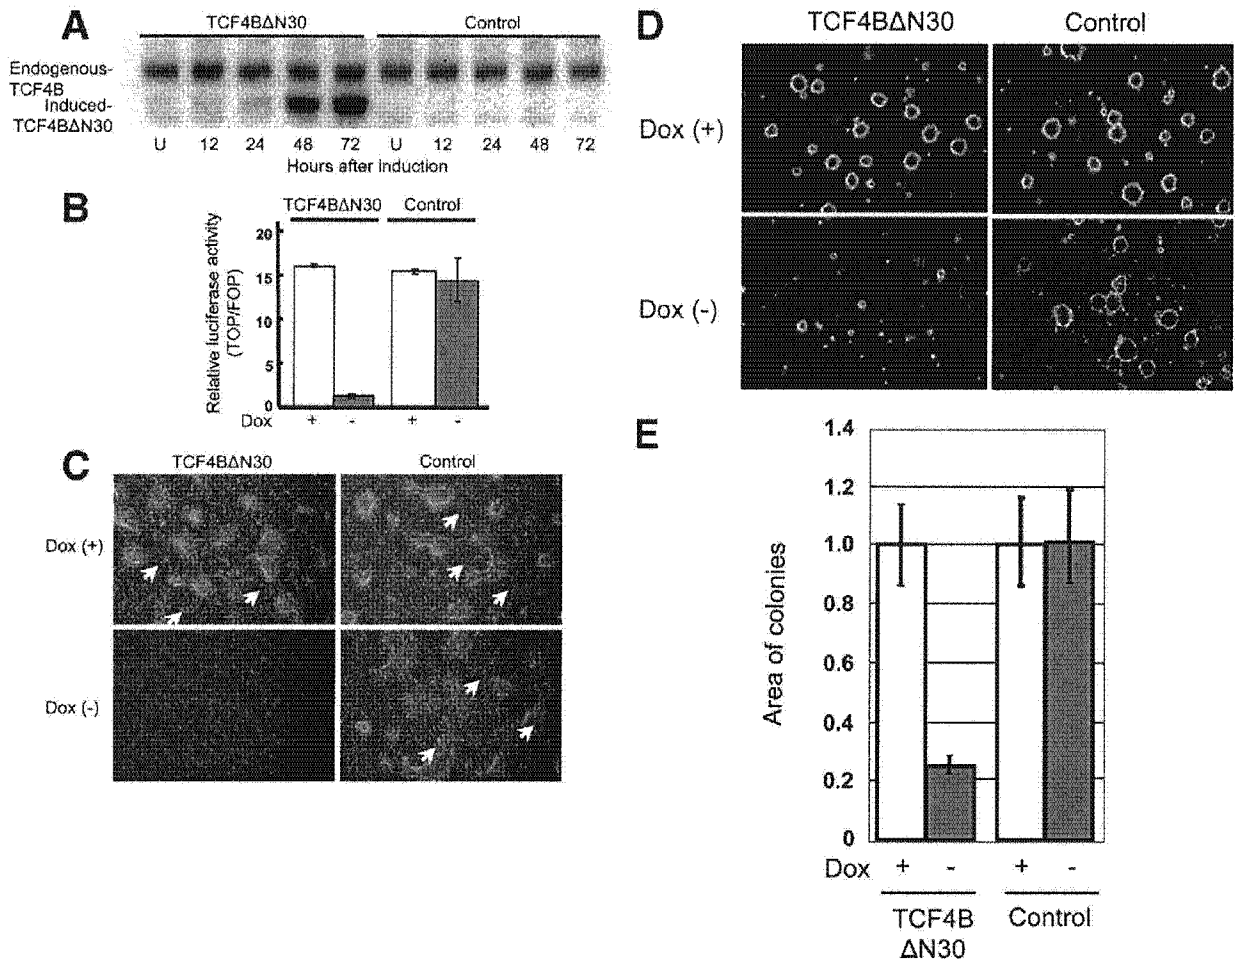 A
TCF4BΔN30 Control
Endogenous-
TCF4B
Induced-
TCF4BΔN30
U 12 24 48 72 U 12 24 48 72
Hours after induction
B
TCF4BΔN30 Control
Relative luciferase activity
(TOP/FOP)
20
15
10
5
0
Dox + - + -
C
TCF4BΔN30 Control
Dox (+)
Dox (-)
D
TCF4BΔN30 Control
Dox (+)
Dox (-)
E
Area of colonies
1.4
1.2
1.0
0.8
0.6
0.4
0.2
0
Dox + - + -
TCF4B Control
ΔN30